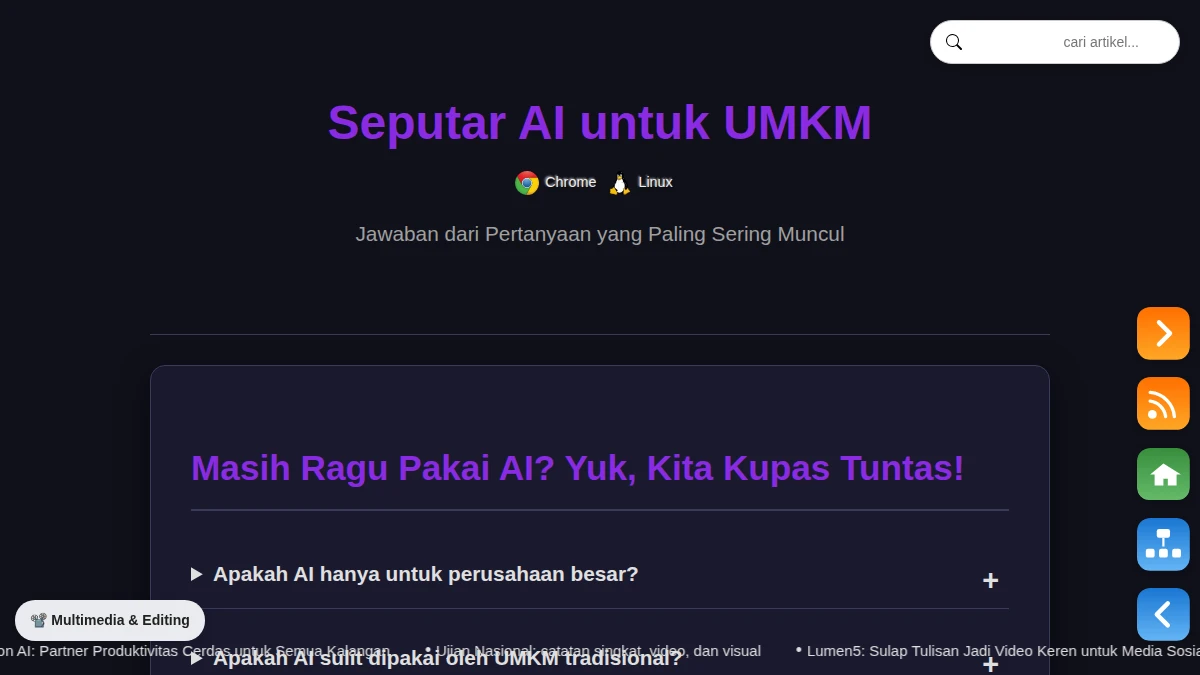 cari artikel...
Seputar AI untuk UMKM
Chrome Linux
Jawaban dari Pertanyaan yang Paling Sering Muncul
Masih Ragu Pakai AI? Yuk, Kita Kupas Tuntas!
Apakah AI hanya untuk perusahaan besar? +
Multimedia & Editing
on AI: Partner Produktivitas Cerdas untuk Semua Kalangan • Ujian Nasional: catatan singkat, video, dan visual • Lumen5: Sulap Tulisan Jadi Video Keren untuk Media Sosia
Apakah AI sulit dipakai oleh UMKM tradisional? +